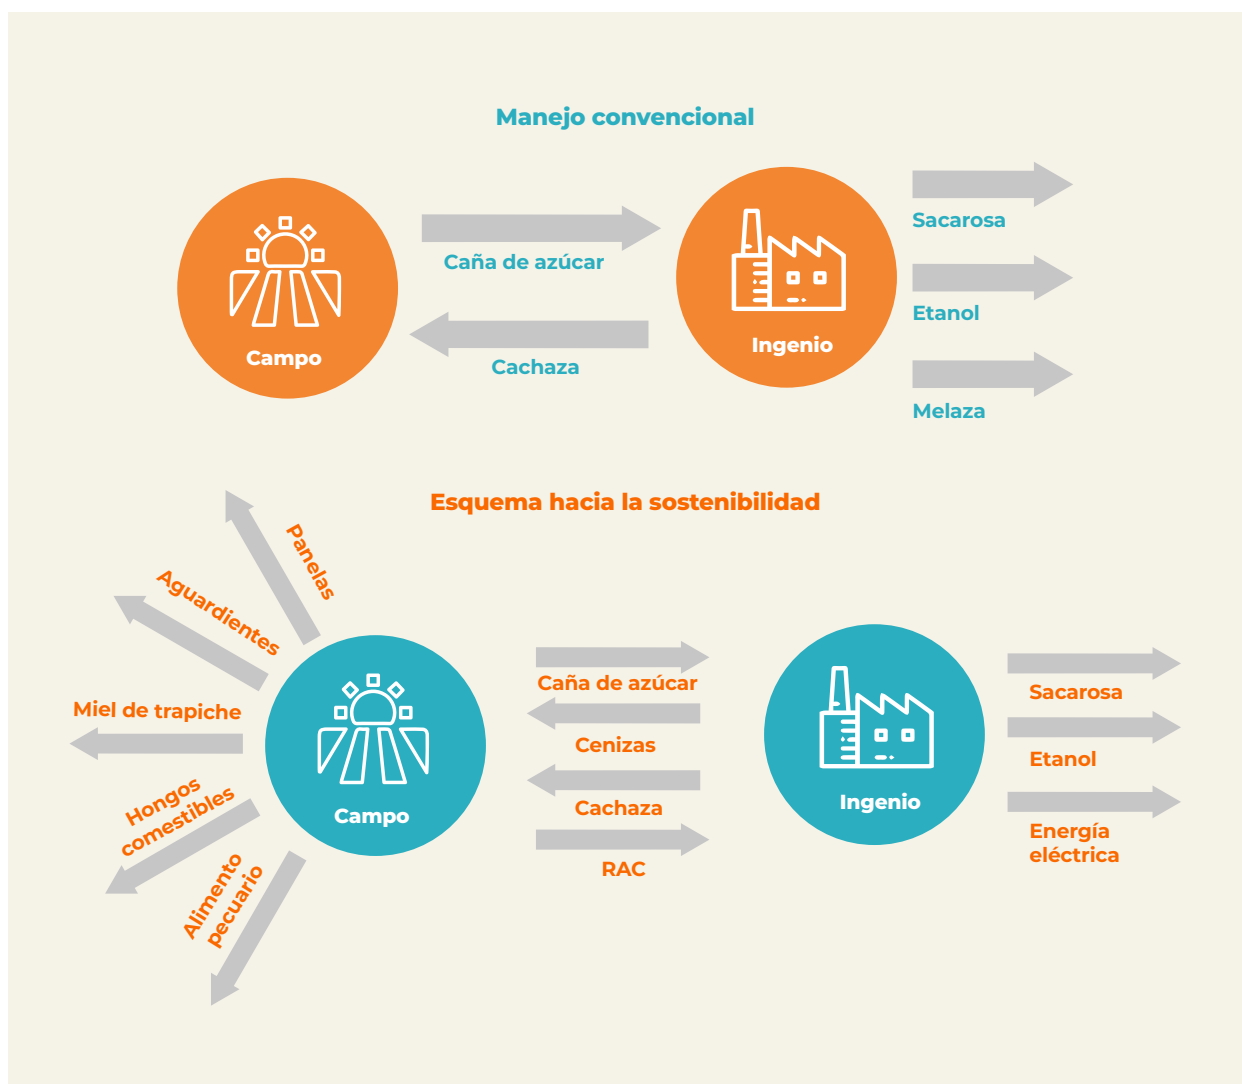 Manejo convencional
Campo
Caña de azúcar
Cachaza
Ingenio
Sacarosa
Etanol
Melaza
Esquema hacia la sostenibilidad
Panelas
Aguardientes
Miel de trapiche
Hongos
comestibles
Alimento
pecuario
Campo
Caña de azúcar
Cenizas
Cachaza
RAC
Ingenio
Sacarosa
Etanol
Energía
eléctrica